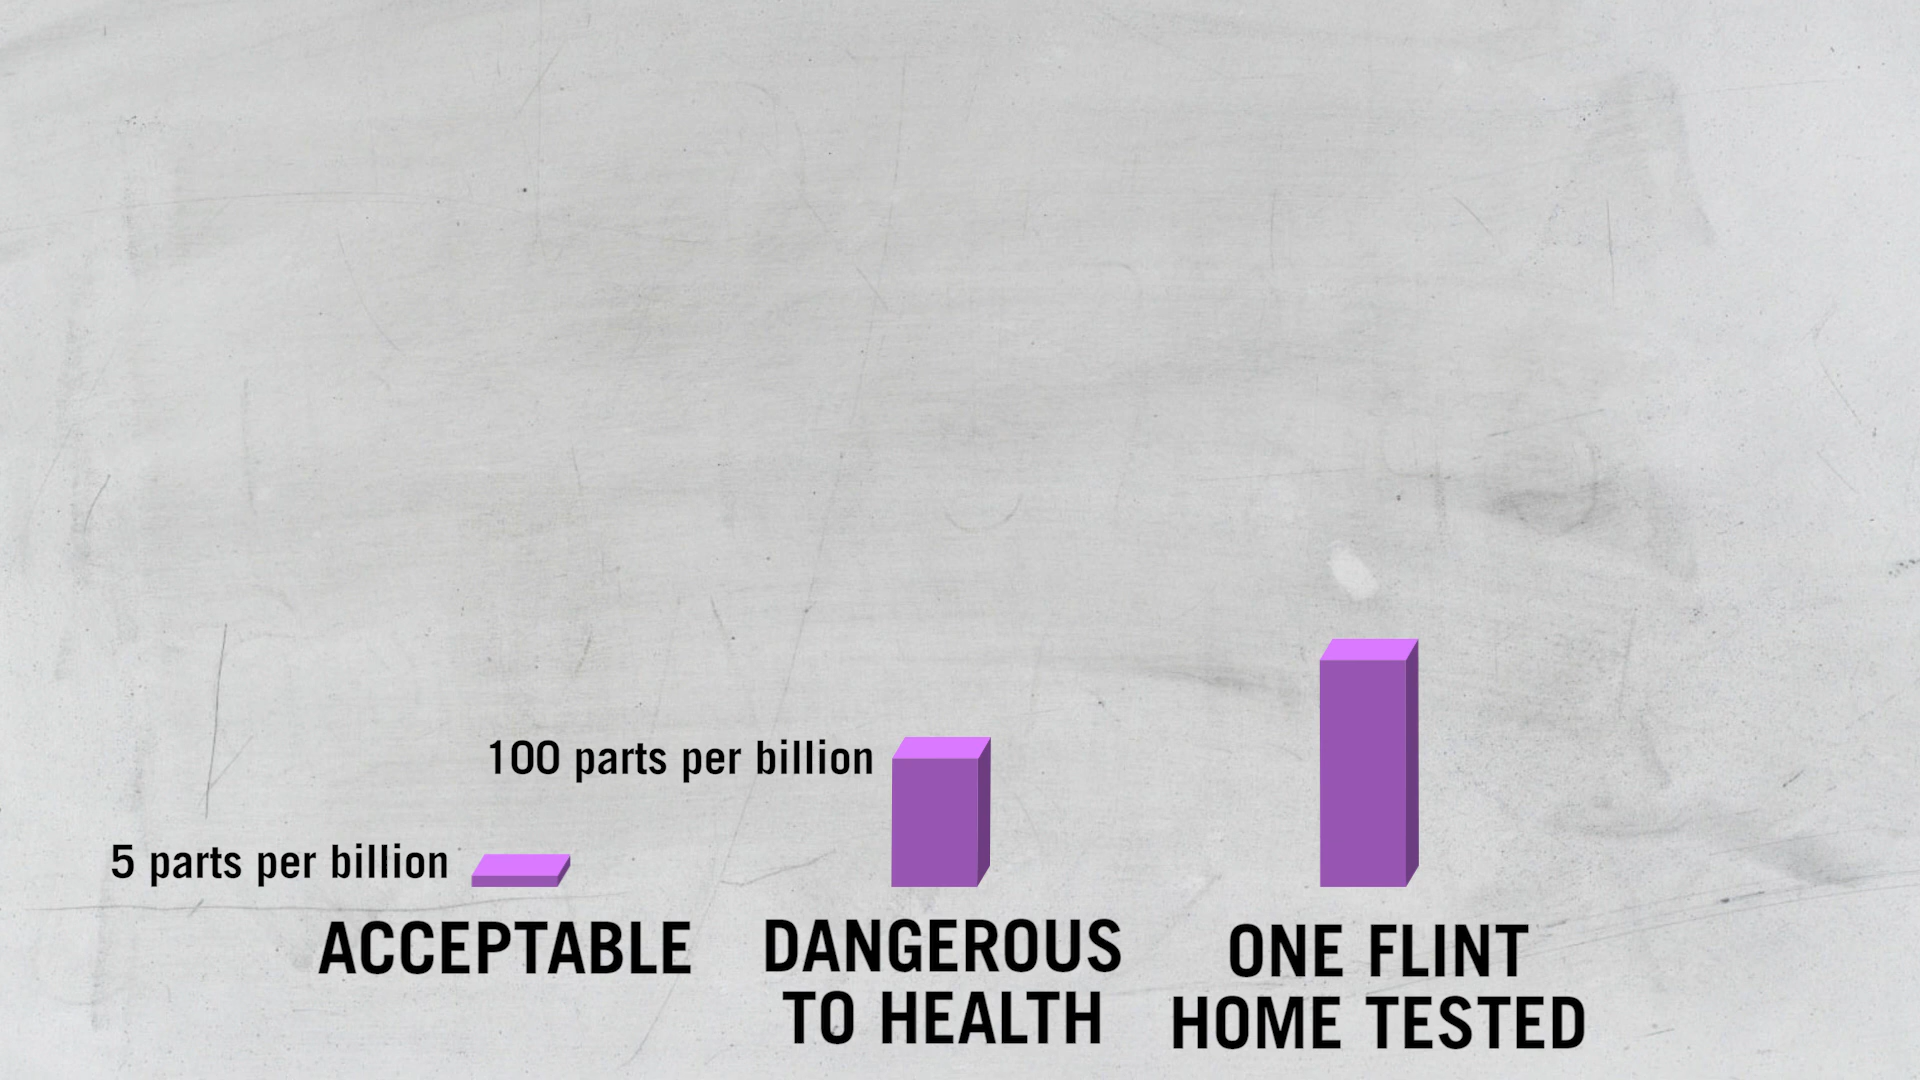 100 parts per billion
5 parts per billion
ACCEPTABLE
DANGEROUS
TO HEALTH
ONE FLINT
HOME TESTED